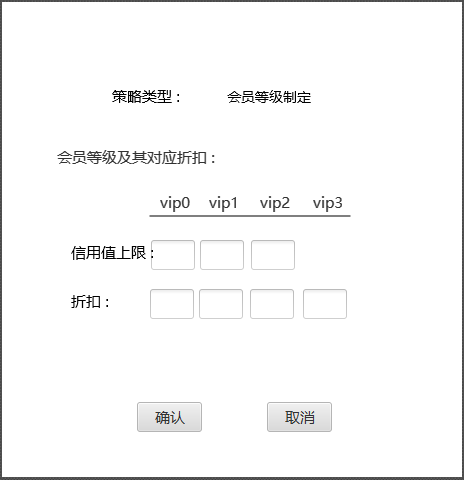 策略类型： 会员等级制定
会员等级及其对应折扣：
vip0 vip1 vip2 vip3
信用值上限：
折扣：
确认 取消